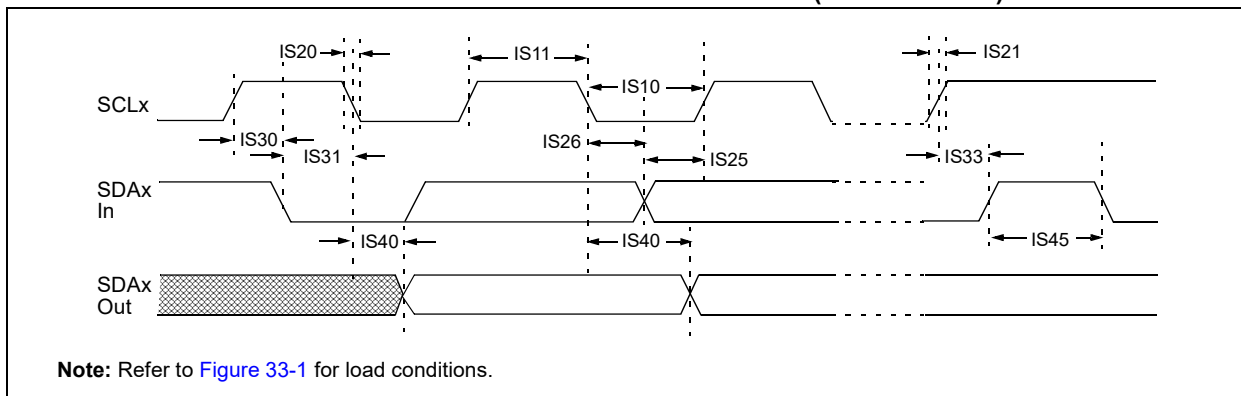 IS20
IS11
IS21
IS10
SCLx
IS30
IS26
IS31
IS25
IS33
SDAx
In
IS40
IS40
IS45
SDAx
Out
Note: Refer to Figure 33-1 for load conditions.